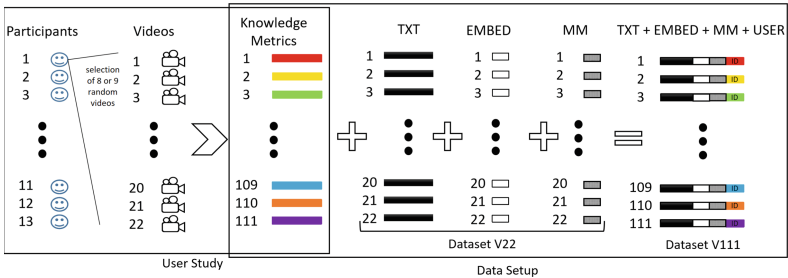 Participants
1
2
3
11
12
13
selection
of 8 or 9
random
videos
Videos
1
2
3
20
21
22
Knowledge
Metrics
1
2
3
109
110
111
TXT
1
2
3
20
21
22
EMBED
1
2
3
20
21
22
MM
1
2
3
20
21
22
TXT + EMBED + MM + USER
1 ID
2 ID
3 ID
109 ID
110 ID
111 ID
Dataset V22
Dataset V111
User Study
Data Setup